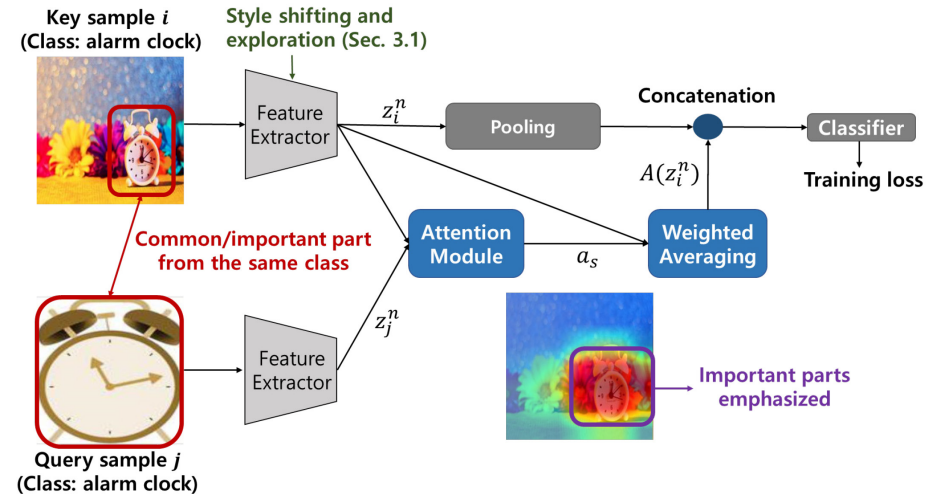 Key sample i
(Class: alarm clock)
Style shifting and
exploration (Sec. 3.1)
Feature
Extractor
z_i^n
Pooling
Concatenation
Classifier
Training loss
A(z_i^n)
Common/important part
from the same class
Attention
Module
a_s
Weighted
Averaging
z_j^n
Feature
Extractor
Important parts
emphasized
Query sample j
(Class: alarm clock)